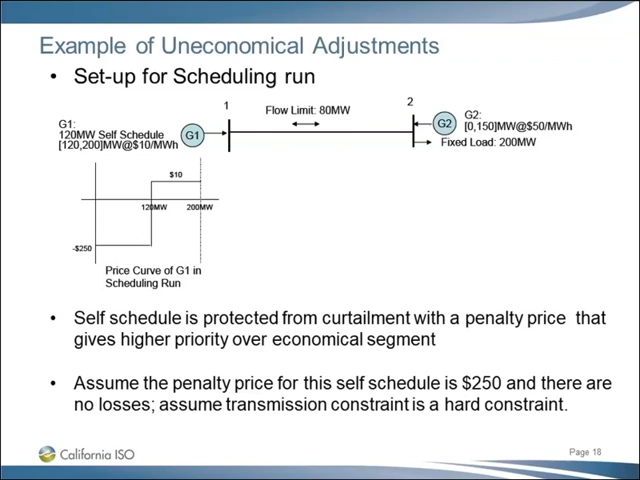 Example of Uneconomical Adjustments
• Set-up for Scheduling run
1
2
Flow Limit: 80MW
G1:
120MW Self Schedule
[120,200]MW@$10/MWh
G1
G2
G2:
[0,150]MW@$50/MWh
Fixed Load: 200MW
$10
120MW
200MW
-$250
Price Curve of G1 in
Scheduling Run
• Self schedule is protected from curtailment with a penalty price that
gives higher priority over economical segment
• Assume the penalty price for this self schedule is $250 and there are
no losses; assume transmission constraint is a hard constraint.
California ISO
Page 18